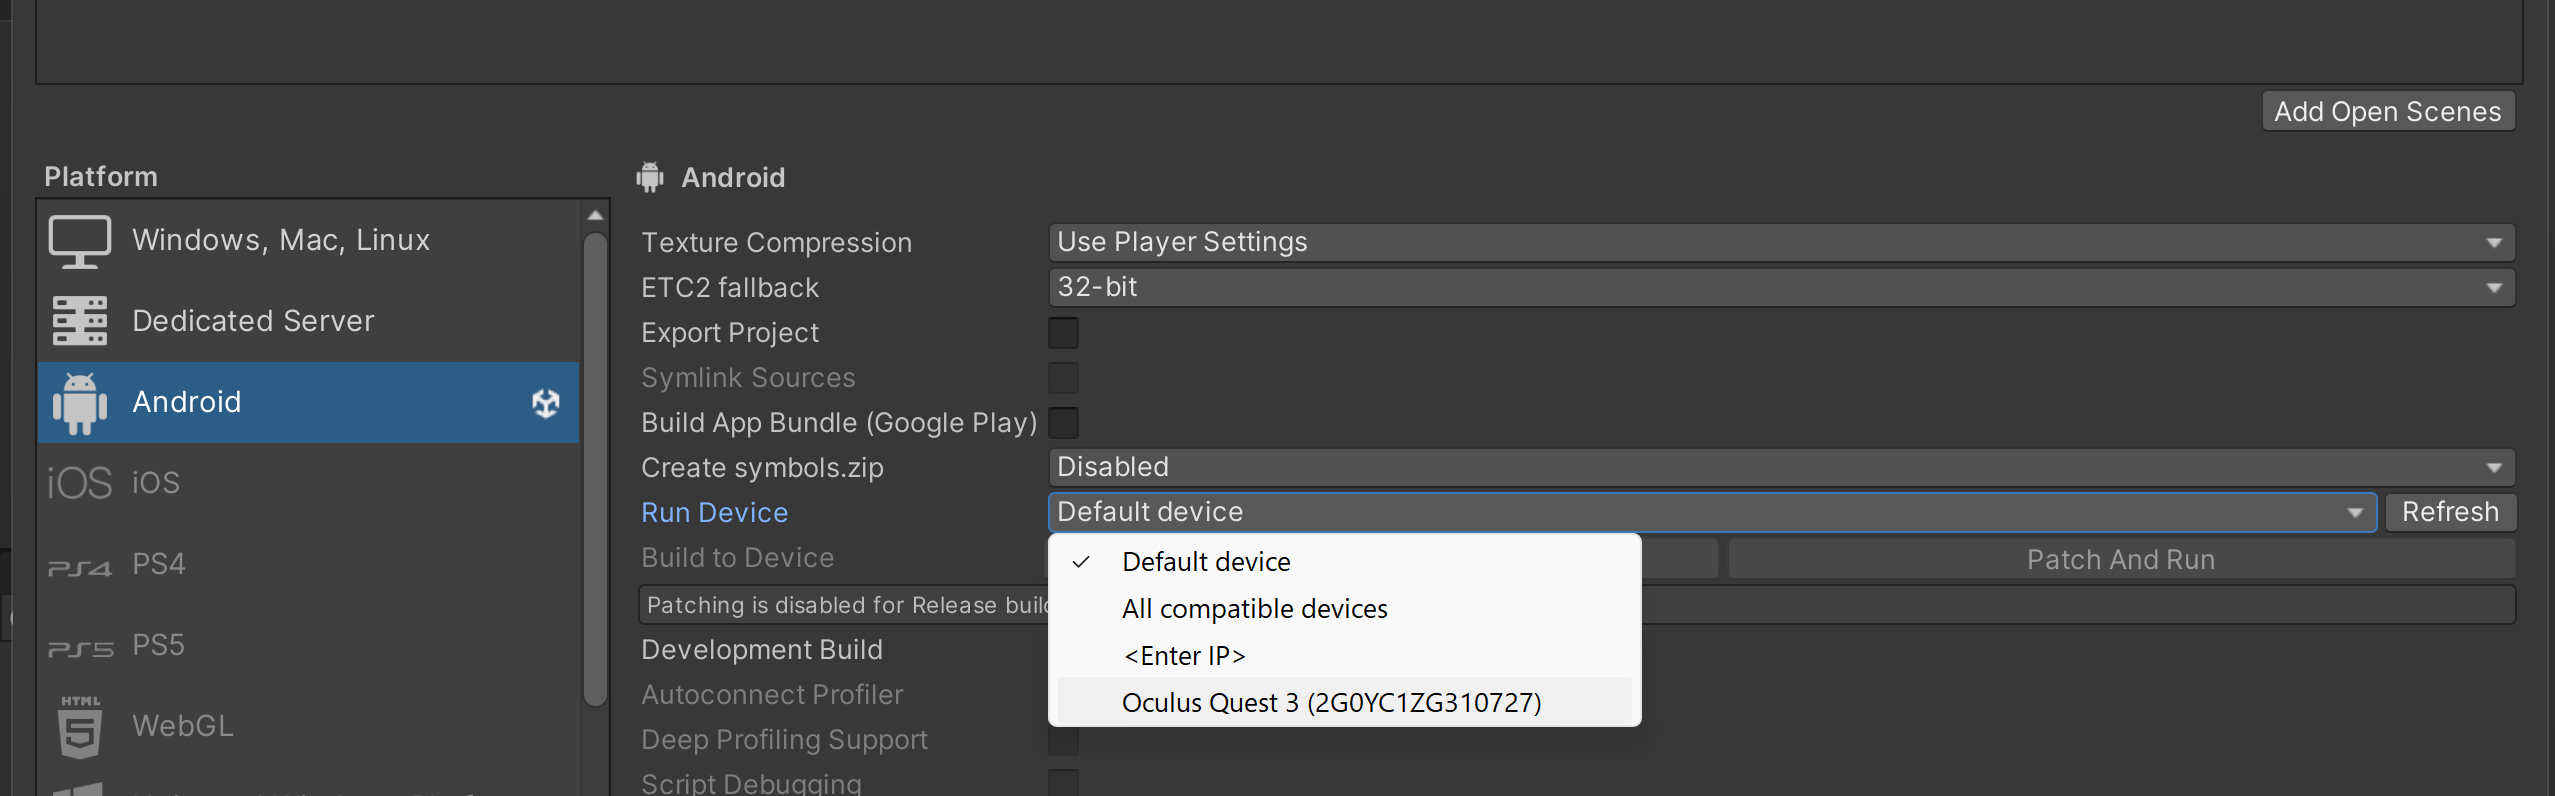 Add Open Scenes
Platform
Windows, Mac, Linux
Dedicated Server
Android
iOS iOS
PS4 PS4
PS5 PS5
HTML 5 WebGL
Android
Texture Compression Use Player Settings
ETC2 fallback 32-bit
Export Project
Symlink Sources
Build App Bundle (Google Play)
Create symbols.zip Disabled
Run Device Default device Refresh
Build to Device Patch And Run
Patching is disabled for Release
Development Build
Autoconnect Profiler
Deep Profiling Support
Script Debugging
Default device
All compatible devices
<Enter IP>
Oculus Quest 3 (2G0YC1ZG310727)